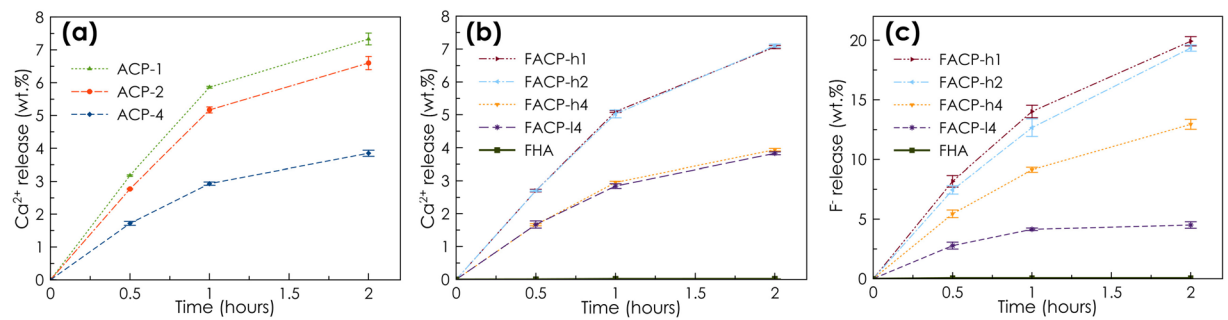 (a)
ACP-1
ACP-2
ACP-4
Ca²⁺ release (wt.%)
8
7
6
5
4
3
2
1
0
0 0.5 1 1.5 2
Time (hours)
(b)
FACP-h1
FACP-h2
FACP-h4
FACP-l4
FHA
Ca²⁺ release (wt.%)
8
7
6
5
4
3
2
1
0
0 0.5 1 1.5 2
Time (hours)
(c)
FACP-h1
FACP-h2
FACP-h4
FACP-l4
FHA
F⁻ release (wt.%)
20
15
10
5
0
0 0.5 1 1.5 2
Time (hours)